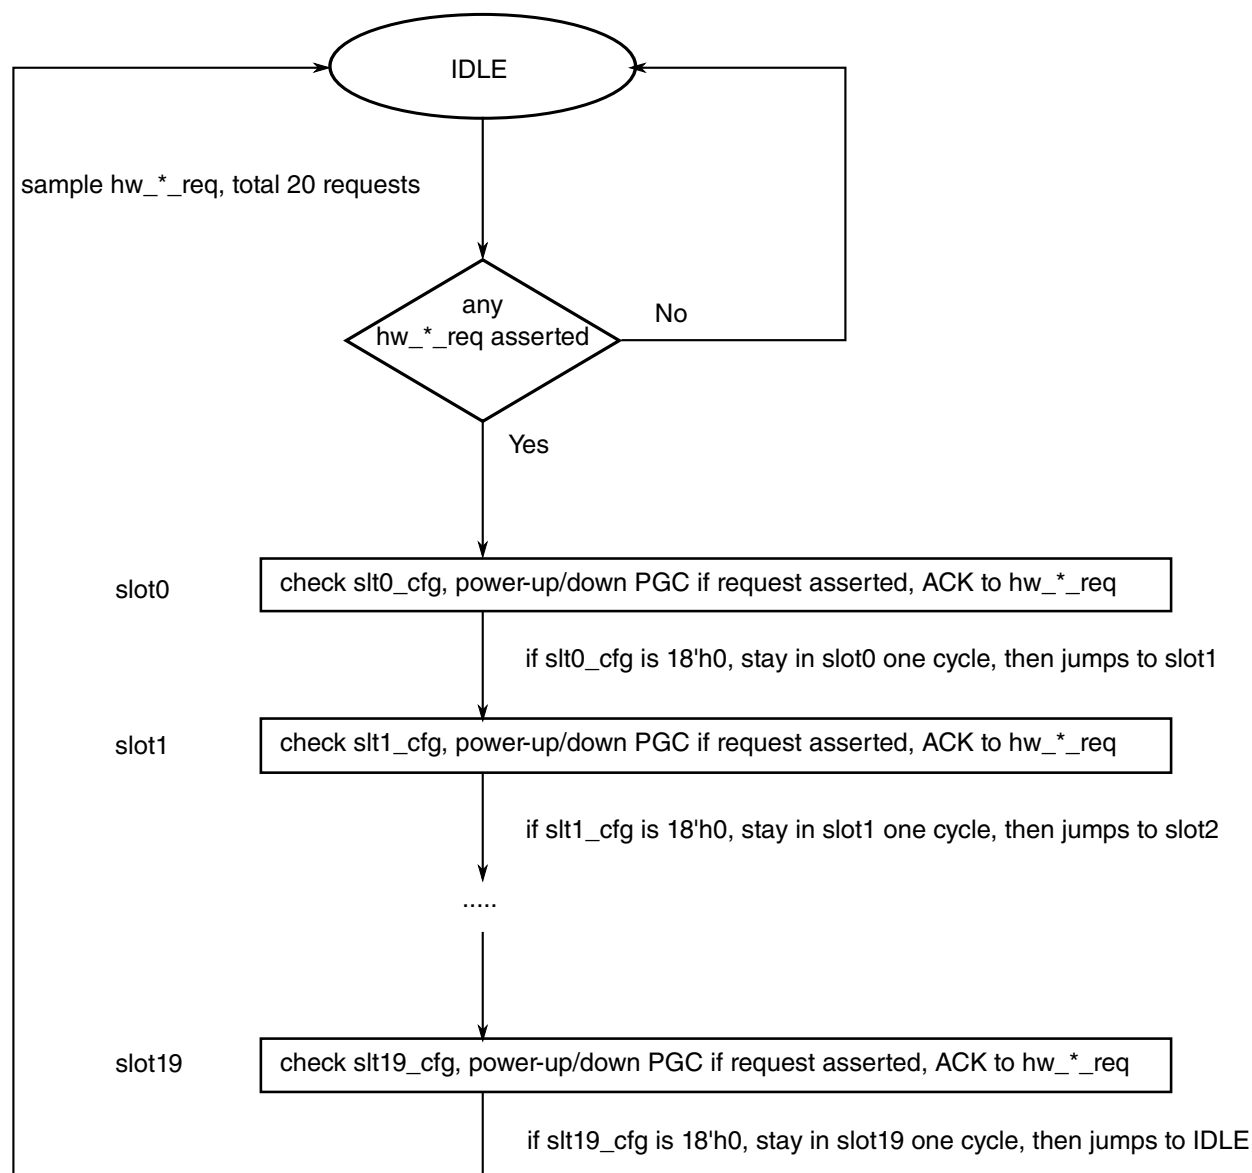 IDLE
sample hw_*_req, total 20 requests
any
hw_*_req asserted
No
Yes
slot0
check slt0_cfg, power-up/down PGC if request asserted, ACK to hw_*_req
if slt0_cfg is 18'h0, stay in slot0 one cycle, then jumps to slot1
slot1
check slt1_cfg, power-up/down PGC if request asserted, ACK to hw_*_req
if slt1_cfg is 18'h0, stay in slot1 one cycle, then jumps to slot2
.....
slot19
check slt19_cfg, power-up/down PGC if request asserted, ACK to hw_*_req
if slt19_cfg is 18'h0, stay in slot19 one cycle, then jumps to IDLE